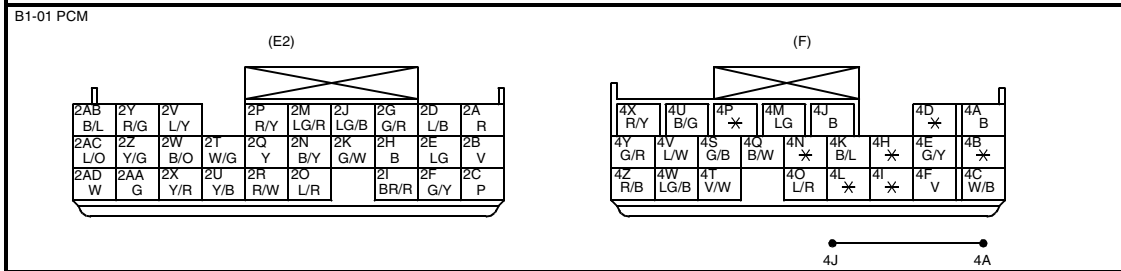 B1-01 PCM
(E2) (F)
2AB 2Y 2V 2P 2M 2J 2G 2D 2A
B/L R/G L/Y R/Y LG/R LG/B G/R L/B R
2AC 2Z 2W 2T 2Q 2N 2K 2H 2E 2B
L/O Y/G B/O W/G Y B/Y G/W B LG V
2AD 2AA 2X 2U 2R 2O 2I 2F 2C
W G Y/R Y/B R/W L/R BR/R G/Y P
4X 4U 4P 4M 4J 4D 4A
R/Y B/G * LG B * B
4Y 4V 4S 4Q 4N 4K 4H 4E 4B
G/R L/W G/B B/W * B/L * G/Y *
4Z 4W 4T 4O 4L 4I 4F 4C
R/B LG/B V/W L/R * * V W/B
4J 4A